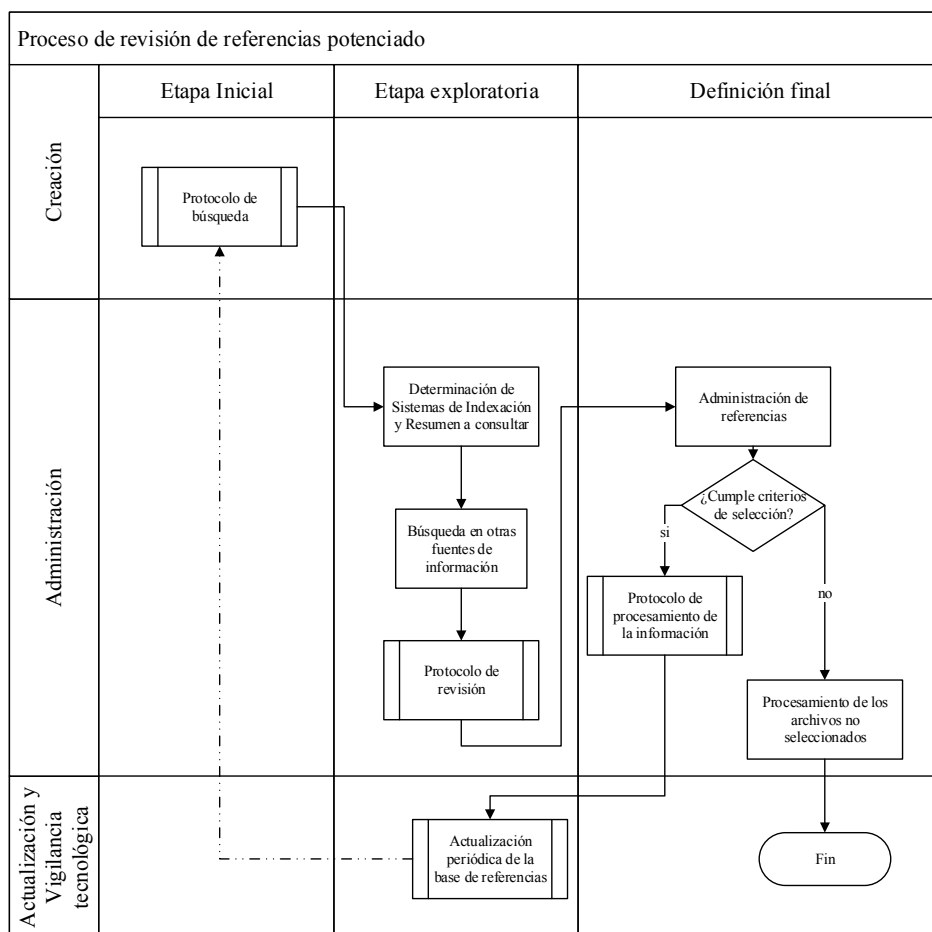 Proceso de revisión de referencias potenciado
Etapa Inicial
Etapa exploratoria
Definición final
Creación
Protocolo de
búsqueda
Administración
Determinación de
Sistemas de Indexación
y Resumen a consultar
Búsqueda en otras
fuentes de
información
Protocolo de
revisión
Administración de
referencias
¿Cumple criterios
de selección?
si
no
Protocolo de
procesamiento de
la información
Procesamiento de los
archivos no
seleccionados
Actualización y
Vigilancia
tecnológica
Actualización
periódica de la
base de referencias
Fin